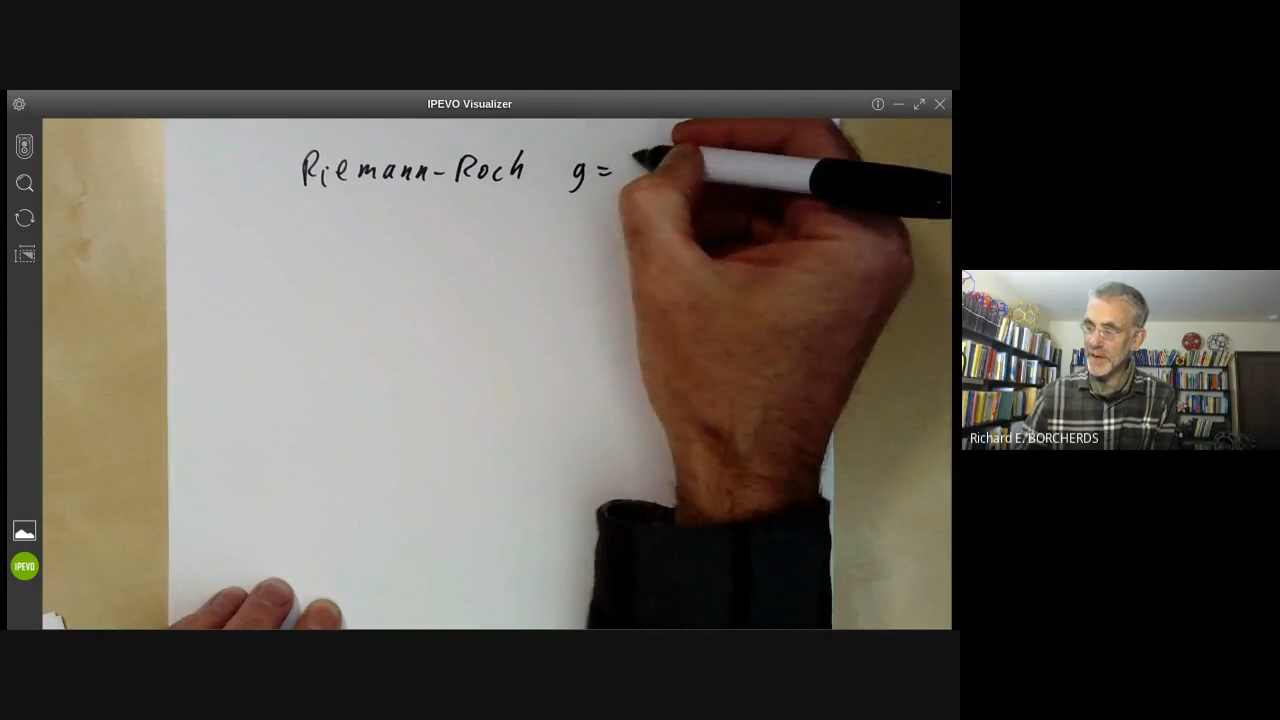 IPEVO Visualizer
Riemann-Roch g=
Richard E. BORCHERDS
IPEVO